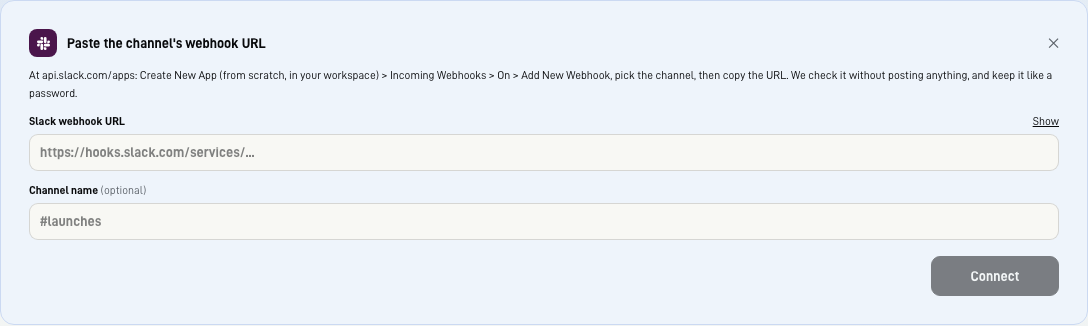 Paste the channel's webhook URL
At api.slack.com/apps: Create New App (from scratch, in your workspace) > Incoming Webhooks > On > Add New Webhook, pick the channel, then copy the URL. We check it without posting anything, and keep it like a
password.
Slack webhook URL
Show
https://hooks.slack.com/services/...
Channel name (optional)
#launches
Connect